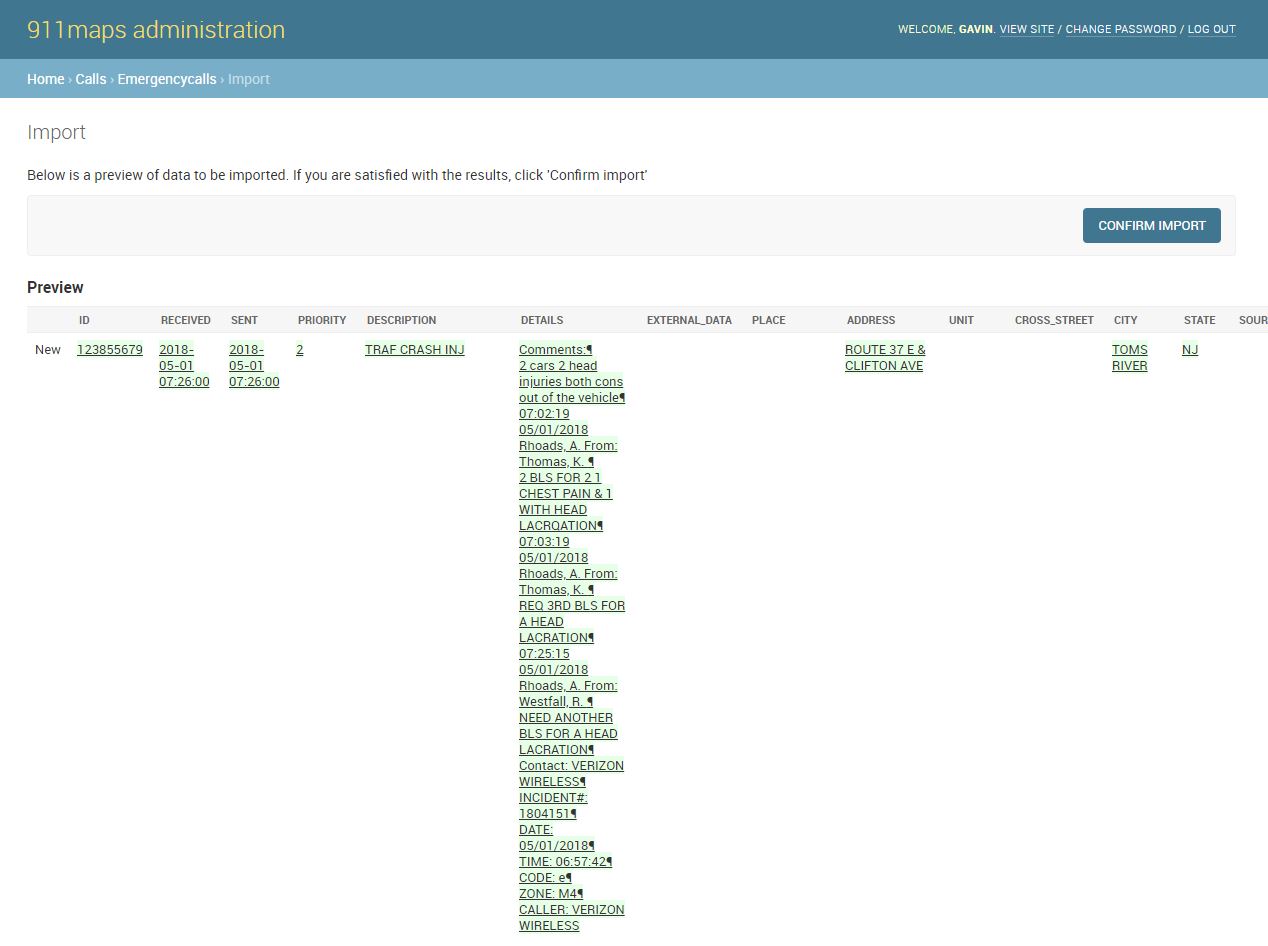 911maps administration
WELCOME, GAVIN. VIEW SITE / CHANGE PASSWORD / LOG OUT
Home › Calls › Emergencycalls › Import
Import
Below is a preview of data to be imported. If you are satisfied with the results, click 'Confirm import'
CONFIRM IMPORT
Preview
ID RECEIVED SENT PRIORITY DESCRIPTION DETAILS EXTERNAL_DATA PLACE ADDRESS UNIT CROSS_STREET CITY STATE SOUR
New 123855679 2018- 2018- 2 TRAF CRASH INJ Comments:¶ ROUTE 37 E & TOMS NJ
05-01 05-01 2 cars 2 head CLIFTON AVE RIVER
07:26:00 07:26:00 injuries both cons
out of the vehicle¶
07:02:19
05/01/2018
Rhoads, A. From:
Thomas, K. ¶
2 BLS FOR 2 1
CHEST PAIN & 1
WITH HEAD
LACRQATION¶
07:03:19
05/01/2018
Rhoads, A. From:
Thomas, K. ¶
REQ 3RD BLS FOR
A HEAD
LACRATION¶
07:25:15
05/01/2018
Rhoads, A. From:
Westfall, R. ¶
NEED ANOTHER
BLS FOR A HEAD
LACRATION¶
Contact: VERIZON
WIRELESS¶
INCIDENT#:
1804151¶
DATE:
05/01/2018¶
TIME: 06:57:42¶
CODE: e¶
ZONE: M4¶
CALLER: VERIZON
WIRELESS